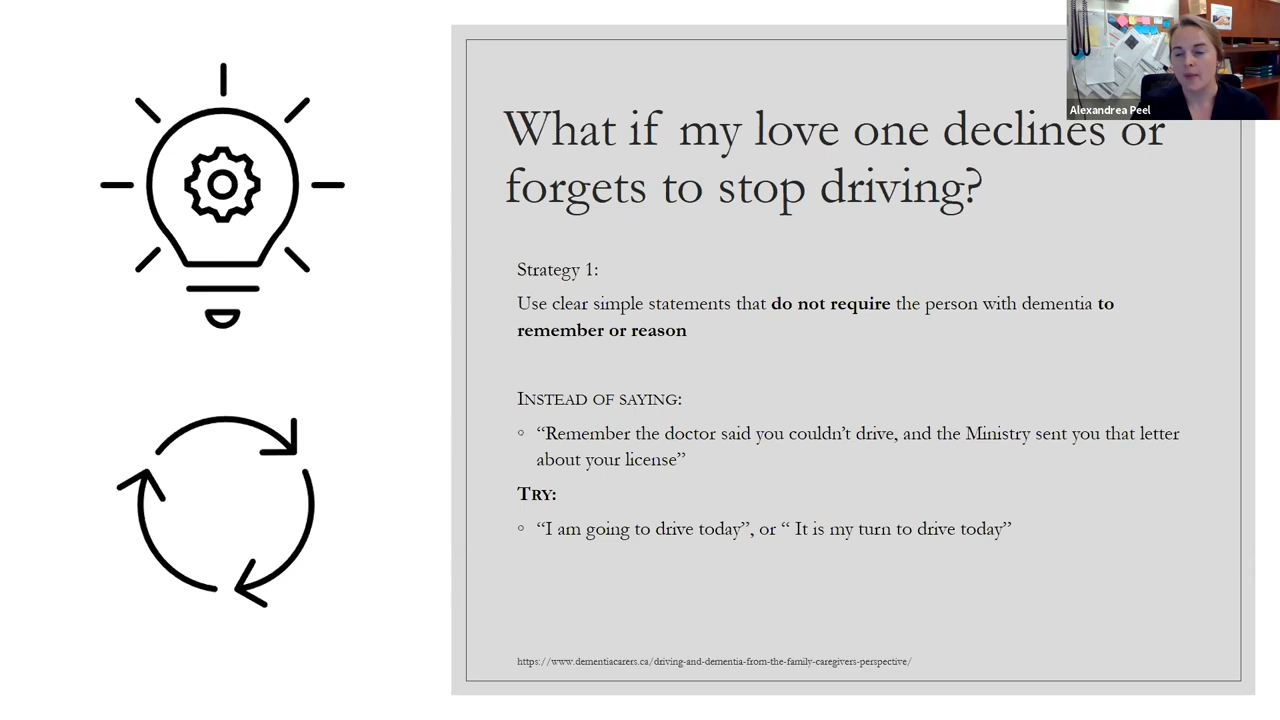 Alexandrea Peel
What if my love one declines or
forgets to stop driving?
Strategy 1:
Use clear simple statements that do not require the person with dementia to
remember or reason
INSTEAD OF SAYING:
◦ “Remember the doctor said you couldn’t drive, and the Ministry sent you that letter
about your license”
TRY:
◦ “I am going to drive today”, or “ It is my turn to drive today”
https://www.dementiacarers.ca/driving-and-dementia-from-the-family-caregivers-perspective/